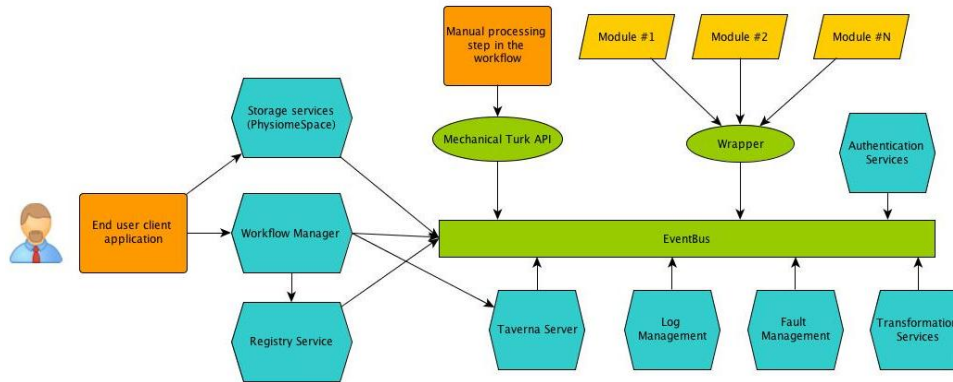 Manual processing
step in the
workflow
Module #1
Module #2
Module #N
Storage services
(PhysiomeSpace)
Mechanical Turk API
Wrapper
Authentication
Services
End user client
application
Workflow Manager
EventBus
Registry Service
Taverna Server
Log
Management
Fault
Management
Transformation
Services